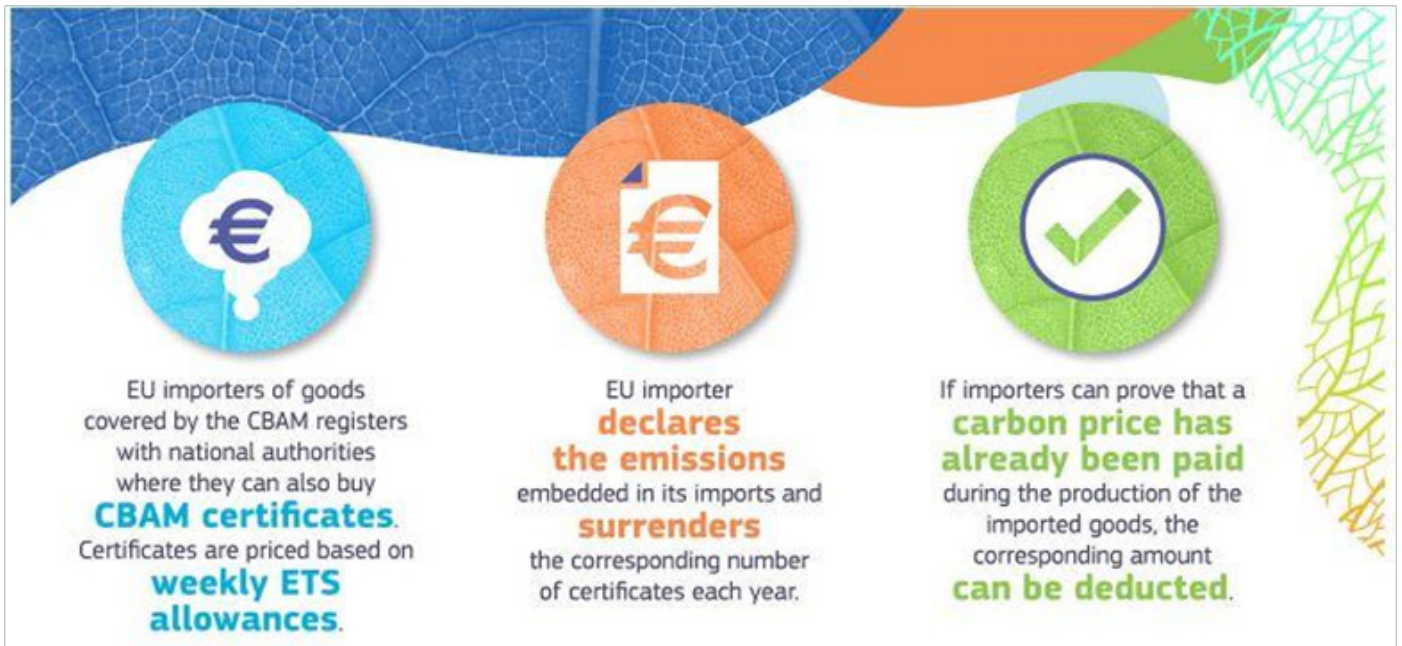 EU importers of goods
covered by the CBAM registers
with national authorities
where they can also buy
CBAM certificates.
Certificates are priced based on
weekly ETS
allowances.
EU importer
declares
the emissions
embedded in its imports and
surrenders
the corresponding number
of certificates each year.
If importers can prove that a
carbon price has
already been paid
during the production of the
imported goods, the
corresponding amount
can be deducted.